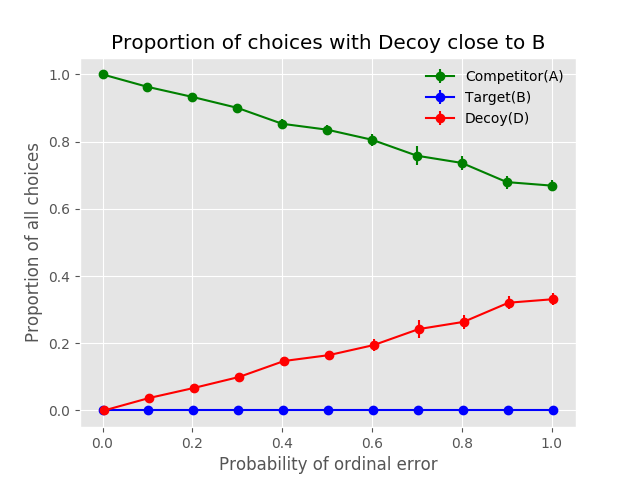 Proportion of choices with Decoy close to B
Competitor(A)
Target(B)
Decoy(D)
Proportion of all choices
1.0
0.8
0.6
0.4
0.2
0.0
0.0 0.2 0.4 0.6 0.8 1.0
Probability of ordinal error